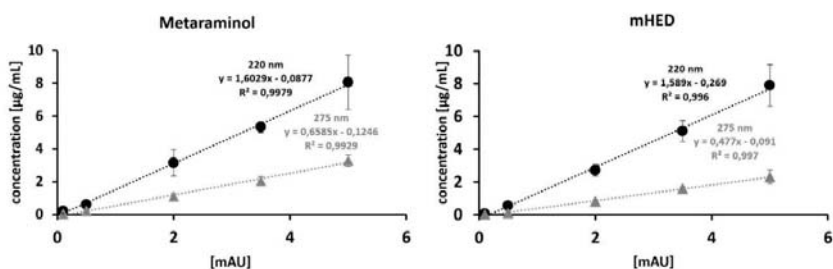 Metaraminol
concentration [µg/mL]
10
8
6
4
2
0
220 nm
y = 1,6029x - 0,0877
R² = 0,9979
275 nm
y = 0,6585x - 0,1246
R² = 0,9929
0
2
4
6
[mAU]
mHED
concentration [µg/mL]
10
8
6
4
2
0
220 nm
y = 1,589x - 0,269
R² = 0,996
275 nm
y = 0,477x - 0,091
R² = 0,997
0
2
4
6
[mAU]